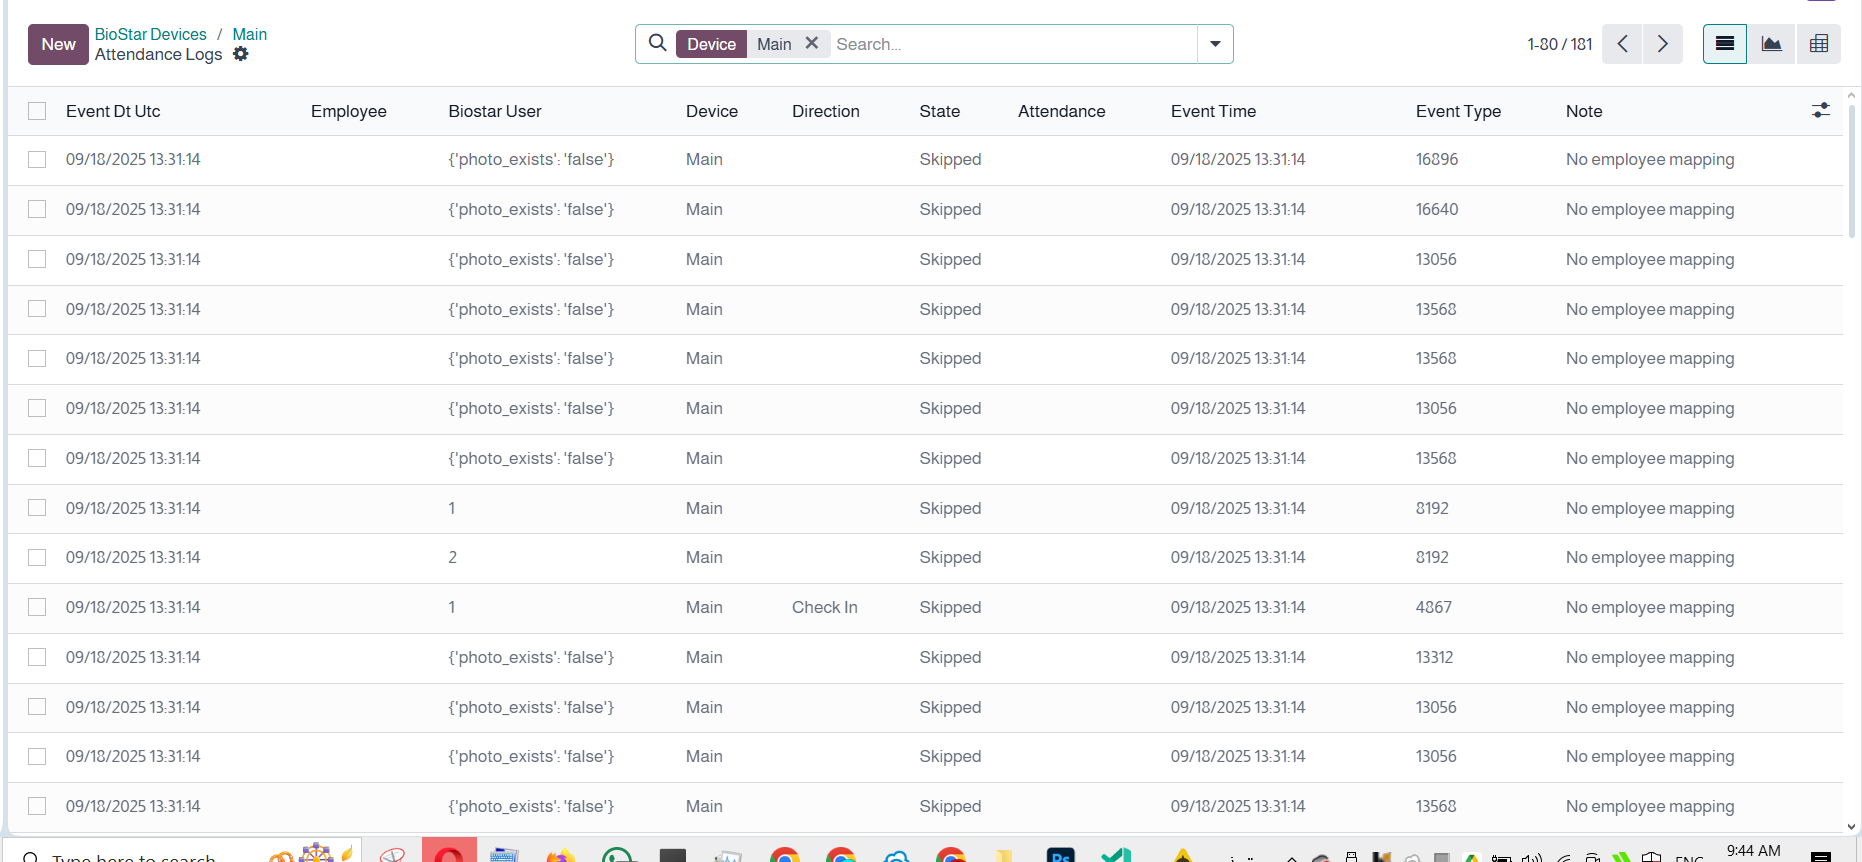 New
BioStar Devices / Main
Attendance Logs
Device Main Search...
1-80 / 181
Event Dt Utc Employee Biostar User Device Direction State Attendance Event Time Event Type Note
09/18/2025 13:31:14 {'photo_exists': 'false'} Main Skipped 09/18/2025 13:31:14 16896 No employee mapping
09/18/2025 13:31:14 {'photo_exists': 'false'} Main Skipped 09/18/2025 13:31:14 16640 No employee mapping
09/18/2025 13:31:14 {'photo_exists': 'false'} Main Skipped 09/18/2025 13:31:14 13056 No employee mapping
09/18/2025 13:31:14 {'photo_exists': 'false'} Main Skipped 09/18/2025 13:31:14 13568 No employee mapping
09/18/2025 13:31:14 {'photo_exists': 'false'} Main Skipped 09/18/2025 13:31:14 13568 No employee mapping
09/18/2025 13:31:14 {'photo_exists': 'false'} Main Skipped 09/18/2025 13:31:14 13056 No employee mapping
09/18/2025 13:31:14 {'photo_exists': 'false'} Main Skipped 09/18/2025 13:31:14 13568 No employee mapping
09/18/2025 13:31:14 1 Main Skipped 09/18/2025 13:31:14 8192 No employee mapping
09/18/2025 13:31:14 2 Main Skipped 09/18/2025 13:31:14 8192 No employee mapping
09/18/2025 13:31:14 1 Main Check In Skipped 09/18/2025 13:31:14 4867 No employee mapping
09/18/2025 13:31:14 {'photo_exists': 'false'} Main Skipped 09/18/2025 13:31:14 13312 No employee mapping
09/18/2025 13:31:14 {'photo_exists': 'false'} Main Skipped 09/18/2025 13:31:14 13056 No employee mapping
09/18/2025 13:31:14 {'photo_exists': 'false'} Main Skipped 09/18/2025 13:31:14 13056 No employee mapping
09/18/2025 13:31:14 {'photo_exists': 'false'} Main Skipped 09/18/2025 13:31:14 13568 No employee mapping
Type here to search
Ps
ENG
9:44 AM